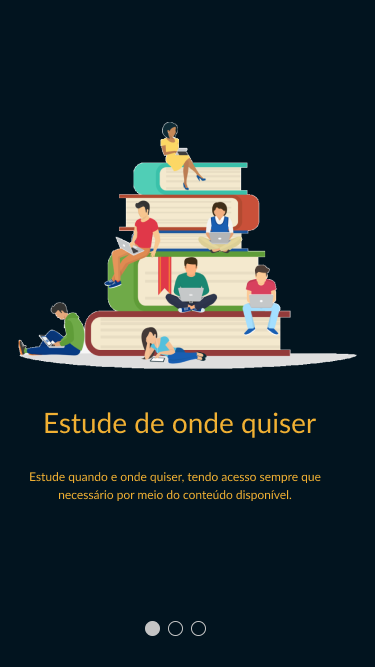 Estude de onde quiser
Estude quando e onde quiser, tendo acesso sempre que
necessário por meio do conteúdo disponível.